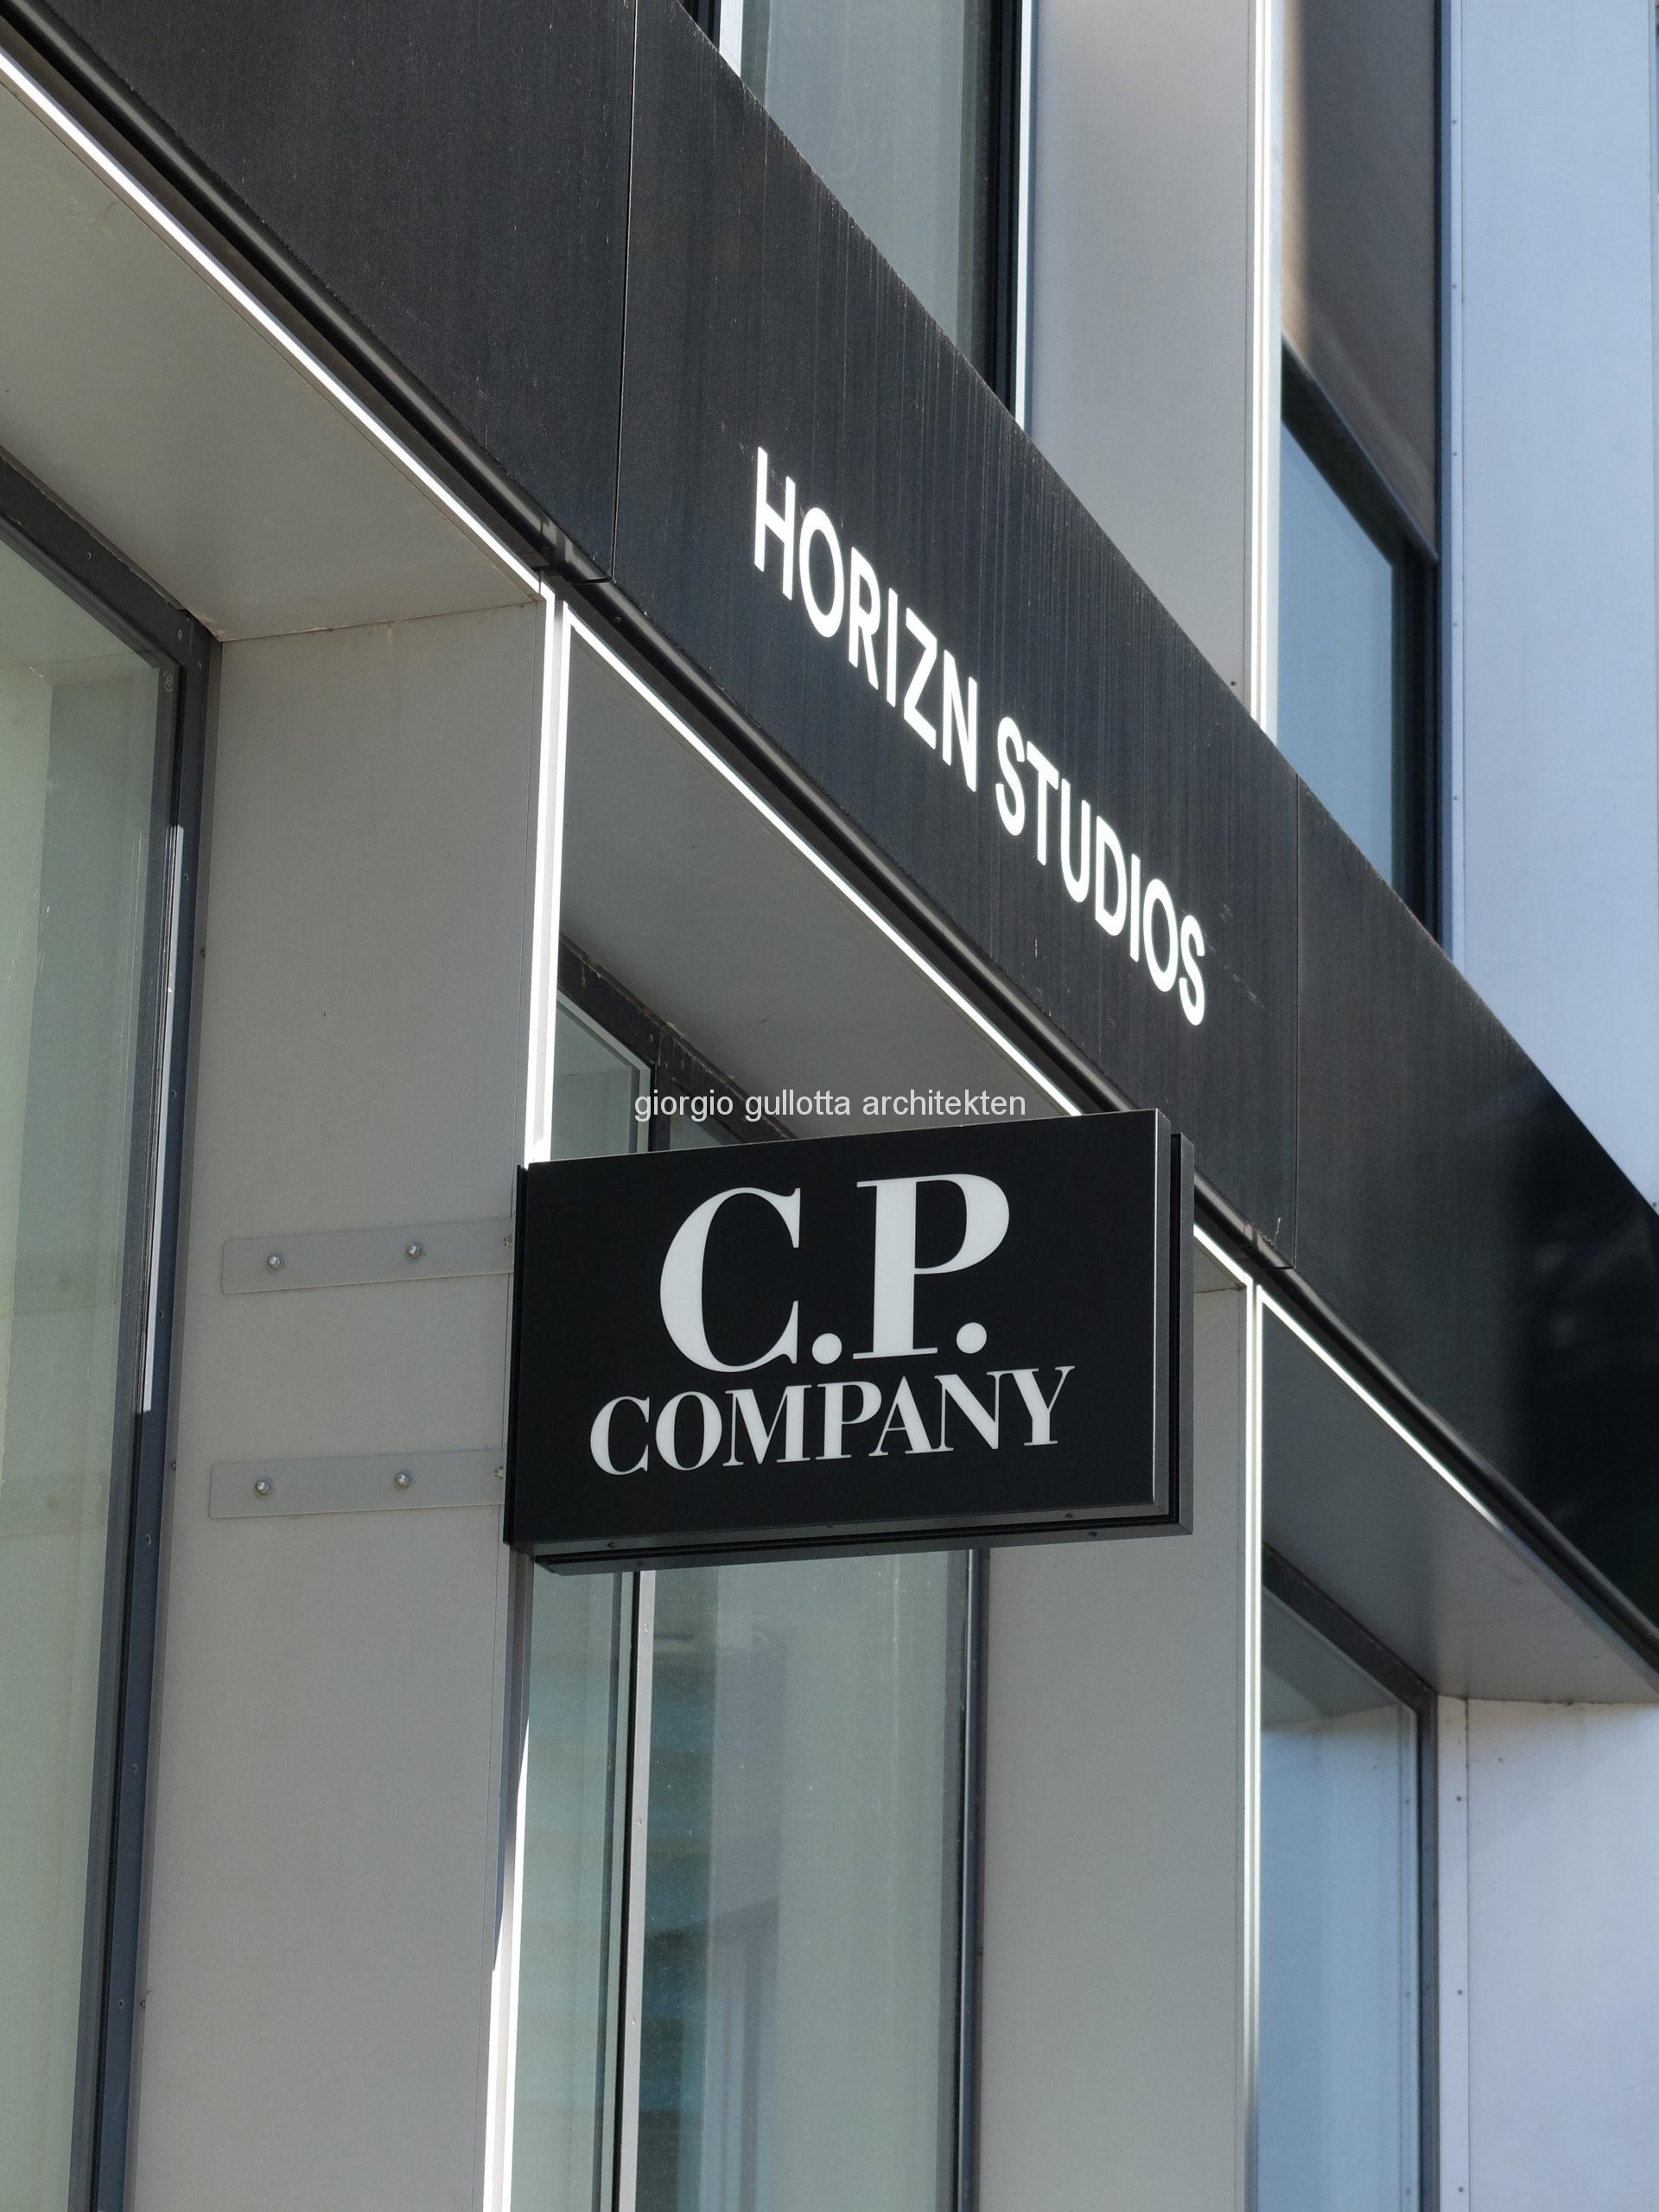 HORIZN STUDIOS
giorgio gullotta architekten
C.P.
COMPANY